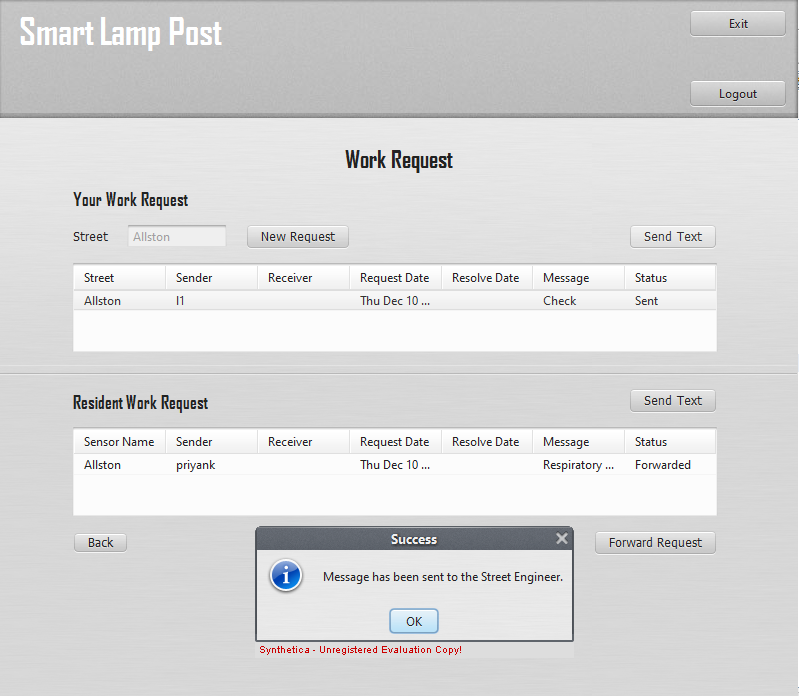 Smart Lamp Post
Exit
Logout
Work Request
Your Work Request
Street Allston New Request Send Text
Street Sender Receiver Request Date Resolve Date Message Status
Allston l1 Thu Dec 10 ... Check Sent
Resident Work Request Send Text
Sensor Name Sender Receiver Request Date Resolve Date Message Status
Allston priyank Thu Dec 10 ... Respiratory ... Forwarded
Back Forward Request
Success
Message has been sent to the Street Engineer.
OK
Synthetica - Unregistered Evaluation Copy!